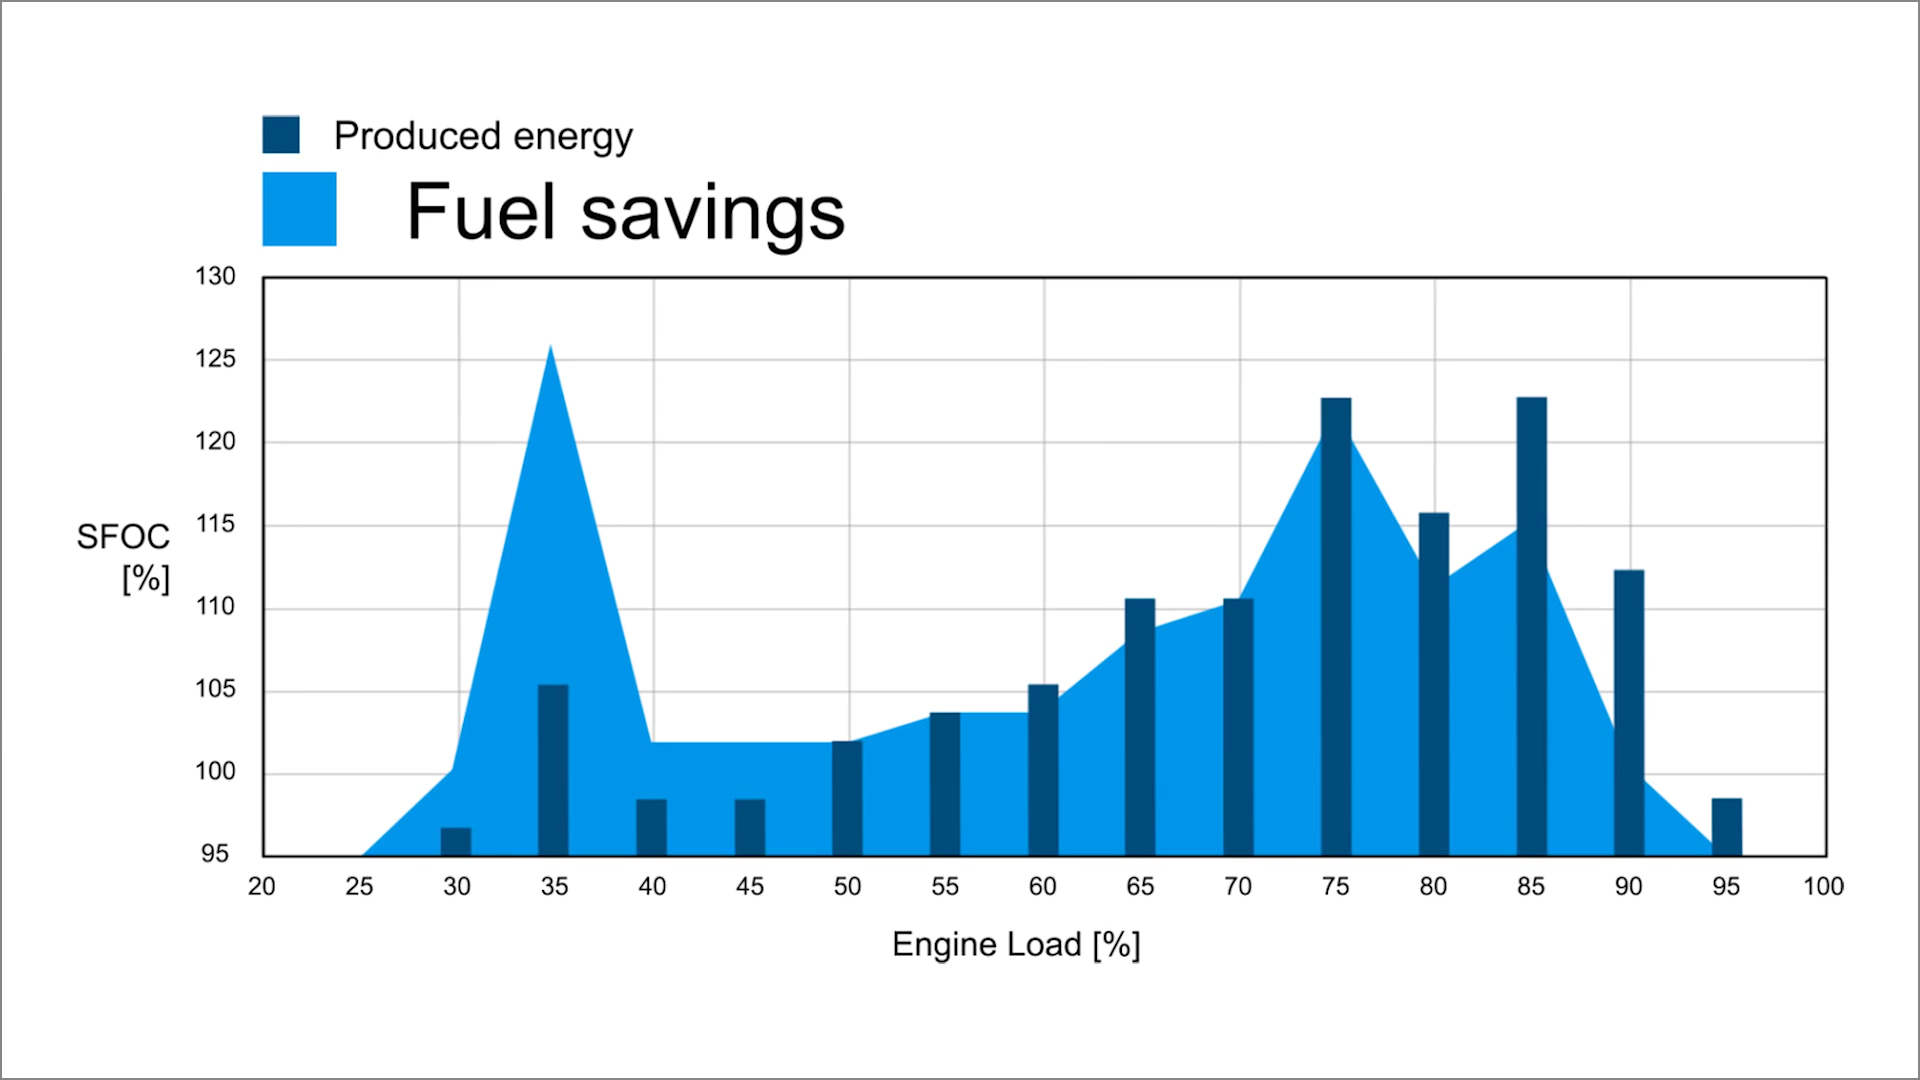 Produced energy
Fuel savings
130
125
120
115
110
105
100
95
SFOC
[%]
20 25 30 35 40 45 50 55 60 65 70 75 80 85 90 95 100
Engine Load [%]